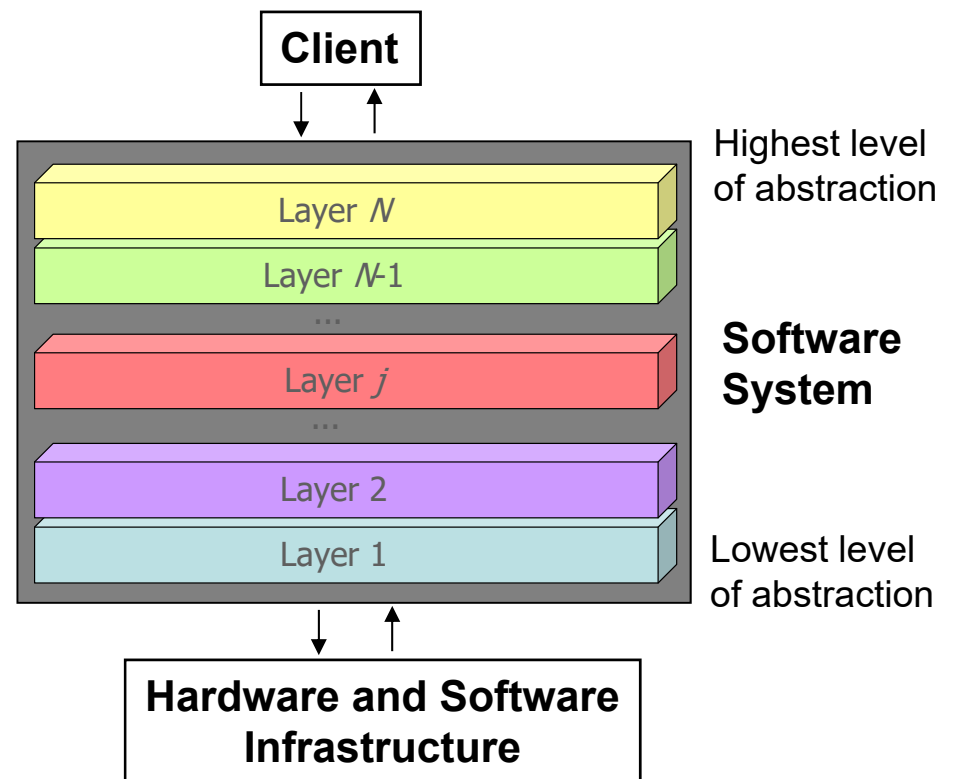 Client
Highest level
of abstraction
Layer N
Layer N-1
...
Layer j
Software
System
...
Layer 2
Layer 1
Lowest level
of abstraction
Hardware and Software
Infrastructure